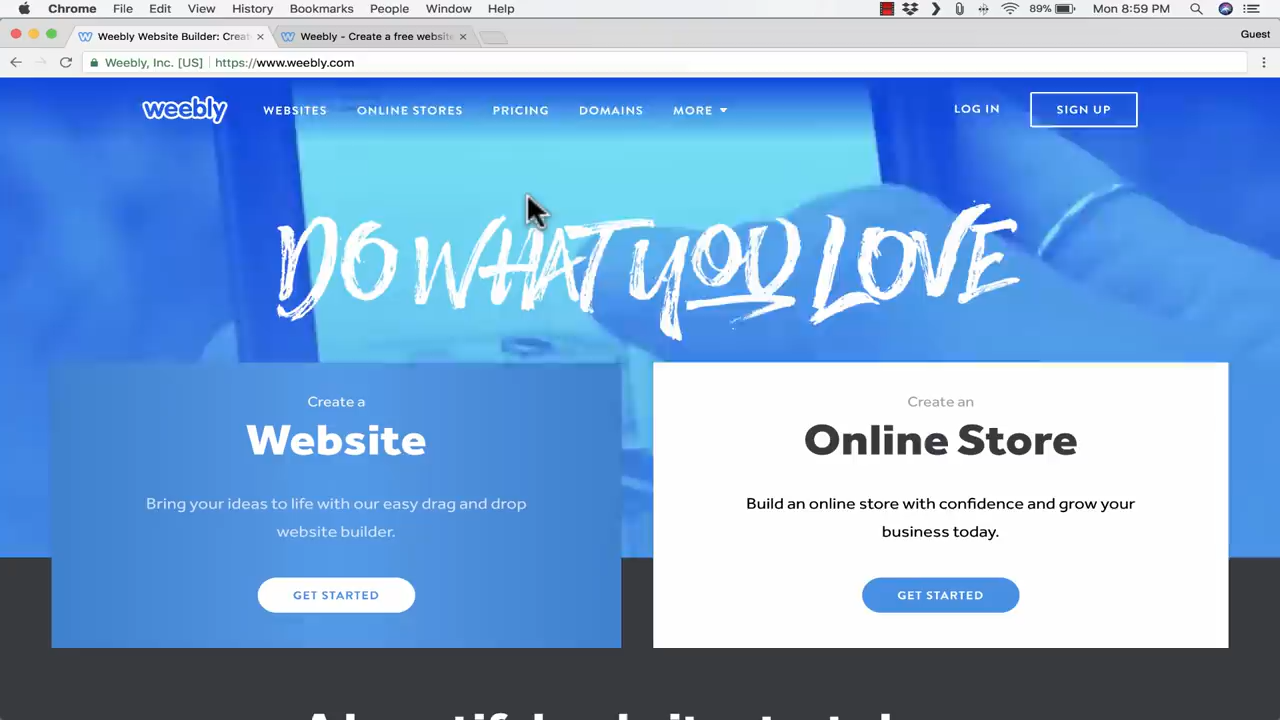 Chrome File Edit View History Bookmarks People Window Help 89% Mon 8:59 PM
Weebly Website Builder: Creat Weebly - Create a free website Guest
Weebly, Inc. [US] https://www.weebly.com
weebly WEBSITES ONLINE STORES PRICING DOMAINS MORE LOG IN SIGN UP
DO WHAT YOU LOVE
Create a
Website
Bring your ideas to life with our easy drag and drop
website builder.
GET STARTED
Create an
Online Store
Build an online store with confidence and grow your
business today.
GET STARTED